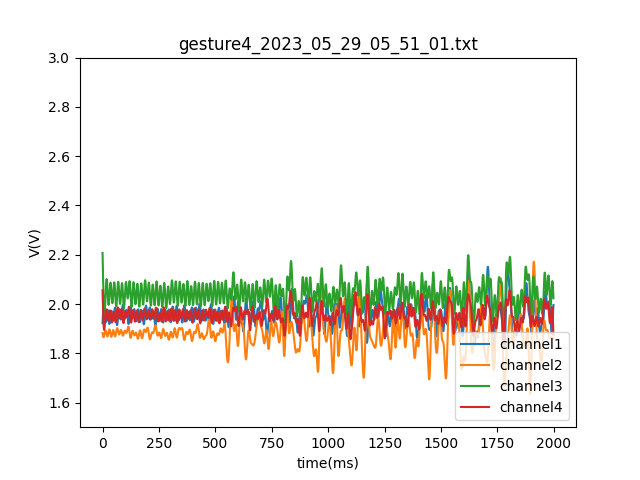 gesture4_2023_05_29_05_51_01.txt
3.0
2.8
2.6
2.4
2.2
2.0
1.8
1.6
V(V)
channel1
channel2
channel3
channel4
0 250 500 750 1000 1250 1500 1750 2000
time(ms)